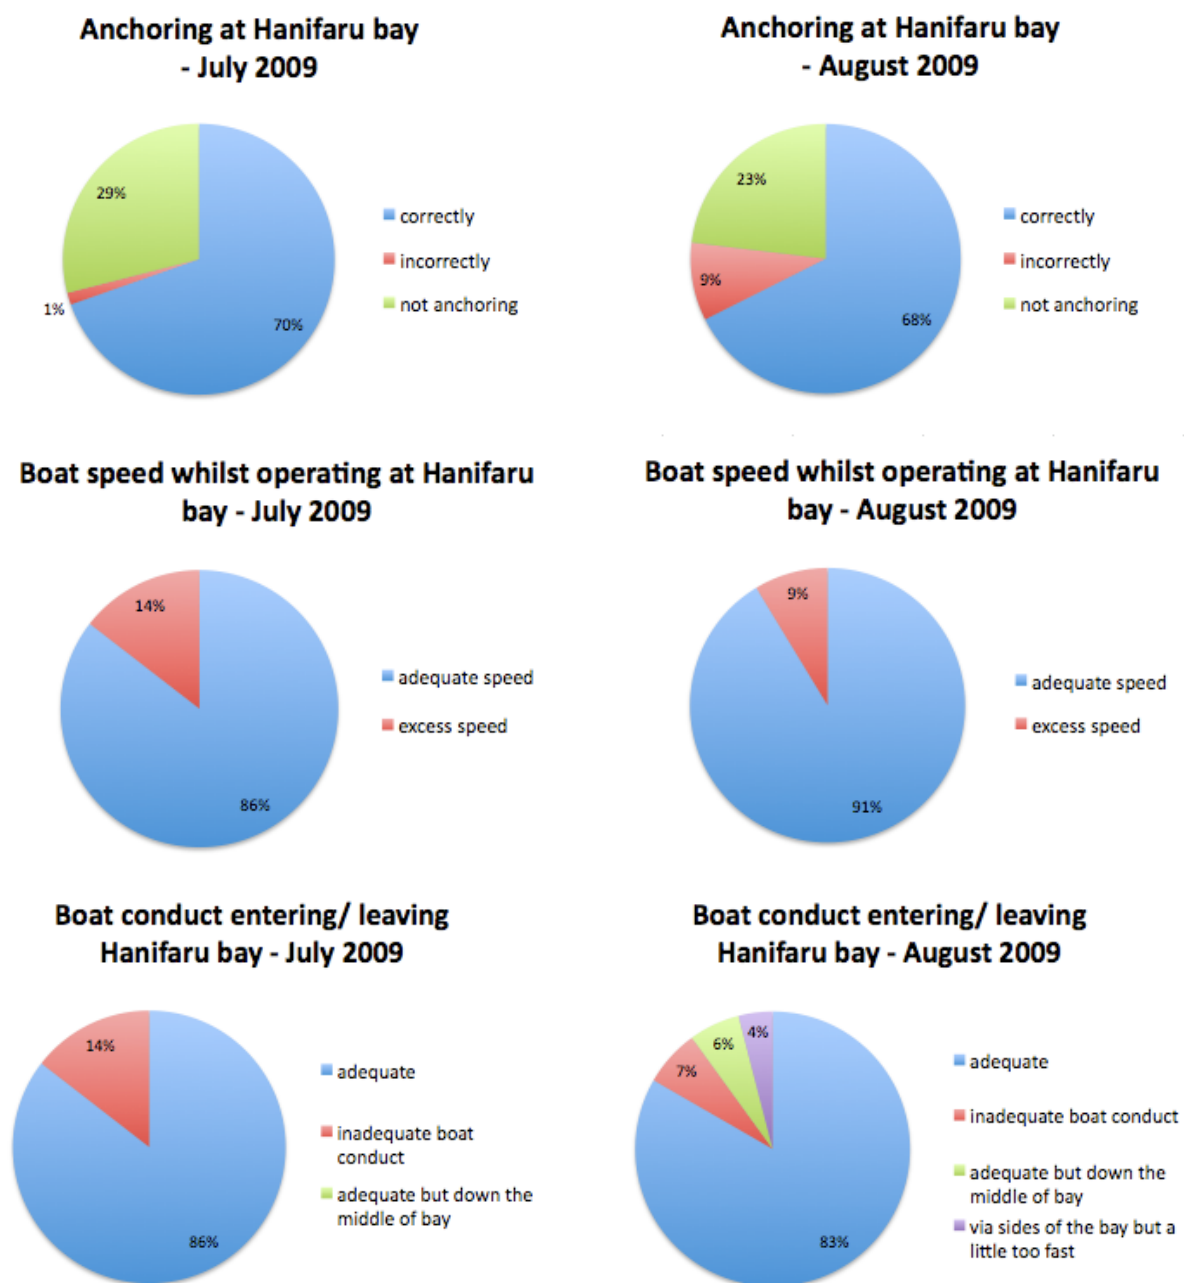 Anchoring at Hanifaru bay
- July 2009
29%
1%
70%
correctly
incorrectly
not anchoring
Anchoring at Hanifaru bay
- August 2009
23%
9%
68%
correctly
incorrectly
not anchoring
Boat speed whilst operating at Hanifaru
bay - July 2009
14%
86%
adequate speed
excess speed
Boat speed whilst operating at Hanifaru
bay - August 2009
9%
91%
adequate speed
excess speed
Boat conduct entering/ leaving
Hanifaru bay - July 2009
14%
86%
adequate
inadequate boat
conduct
adequate but down the
middle of bay
Boat conduct entering/ leaving
Hanifaru bay - August 2009
4%
6%
7%
83%
adequate
inadequate boat conduct
adequate but down the
middle of bay
via sides of the bay but a
little too fast